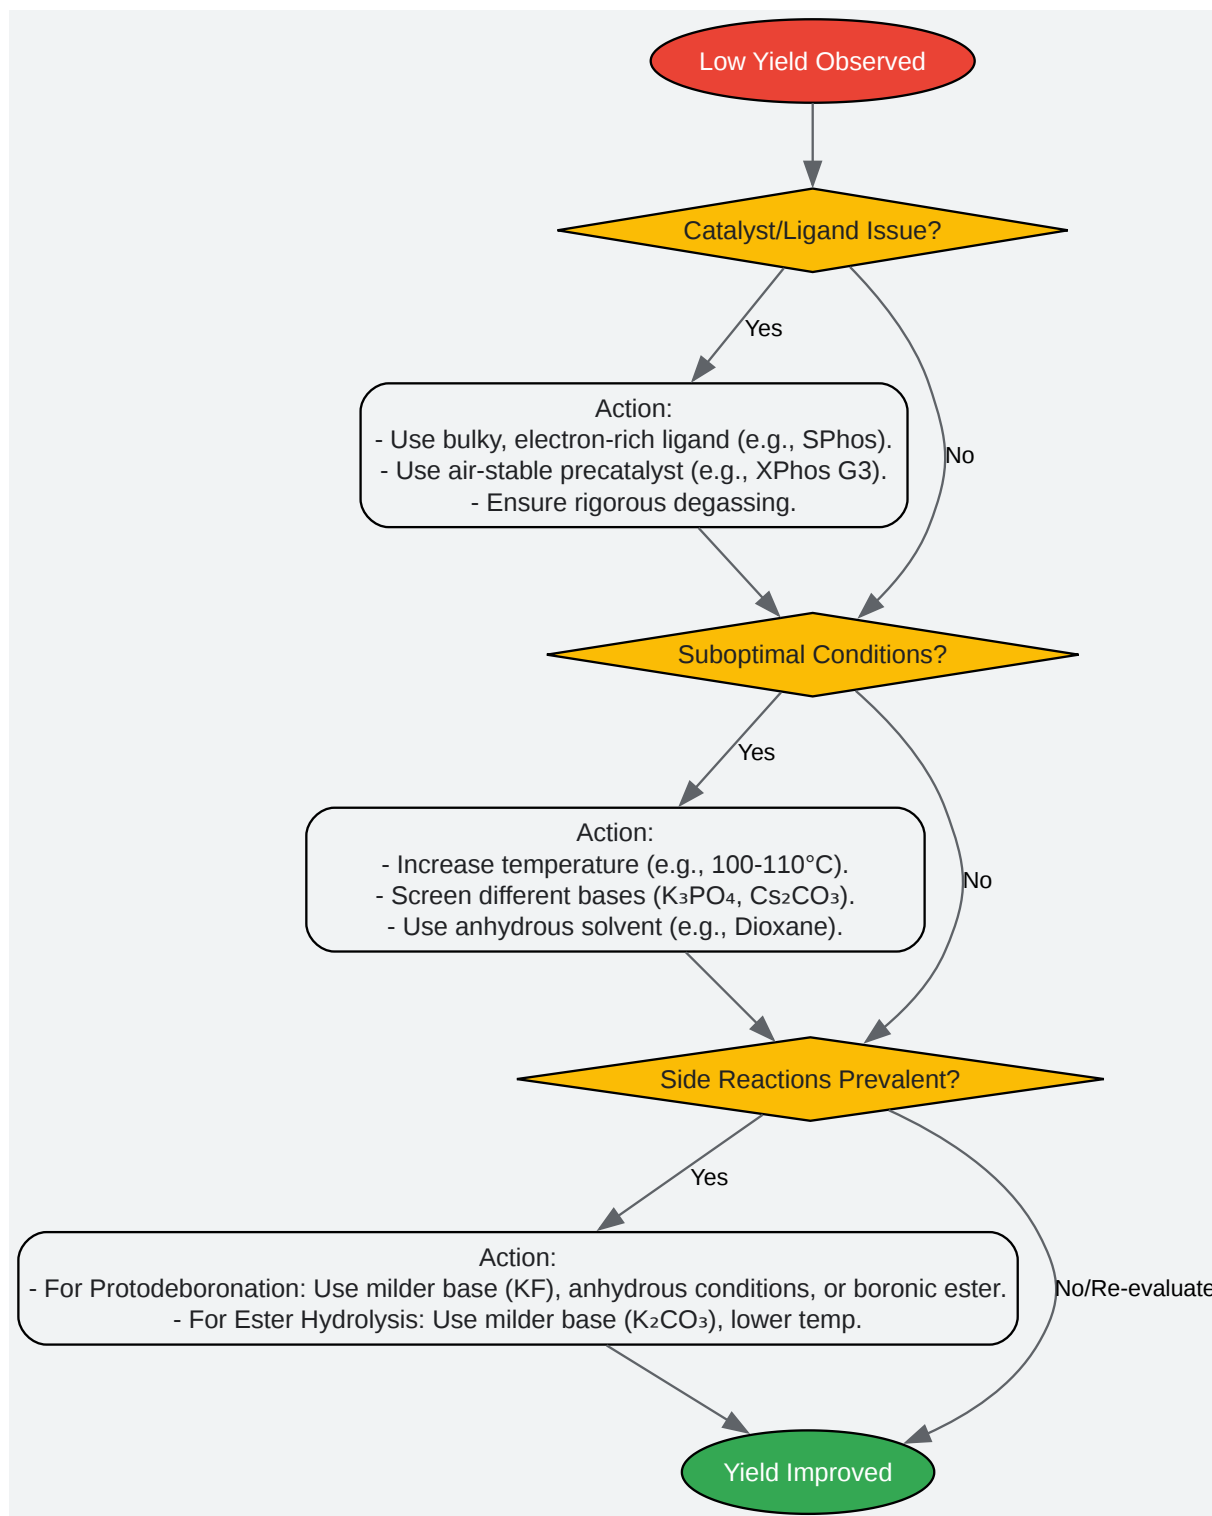 Low Yield Observed
Catalyst/Ligand Issue?
Yes
No
Action:
- Use bulky, electron-rich ligand (e.g., SPhos).
- Use air-stable precatalyst (e.g., XPhos G3).
- Ensure rigorous degassing.
Suboptimal Conditions?
Yes
No
Action:
- Increase temperature (e.g., 100-110°C).
- Screen different bases (K₃PO₄, Cs₂CO₃).
- Use anhydrous solvent (e.g., Dioxane).
Side Reactions Prevalent?
Yes
No/Re-evaluate
Action:
- For Protodeboronation: Use milder base (KF), anhydrous conditions, or boronic ester.
- For Ester Hydrolysis: Use milder base (K₂CO₃), lower temp.
Yield Improved